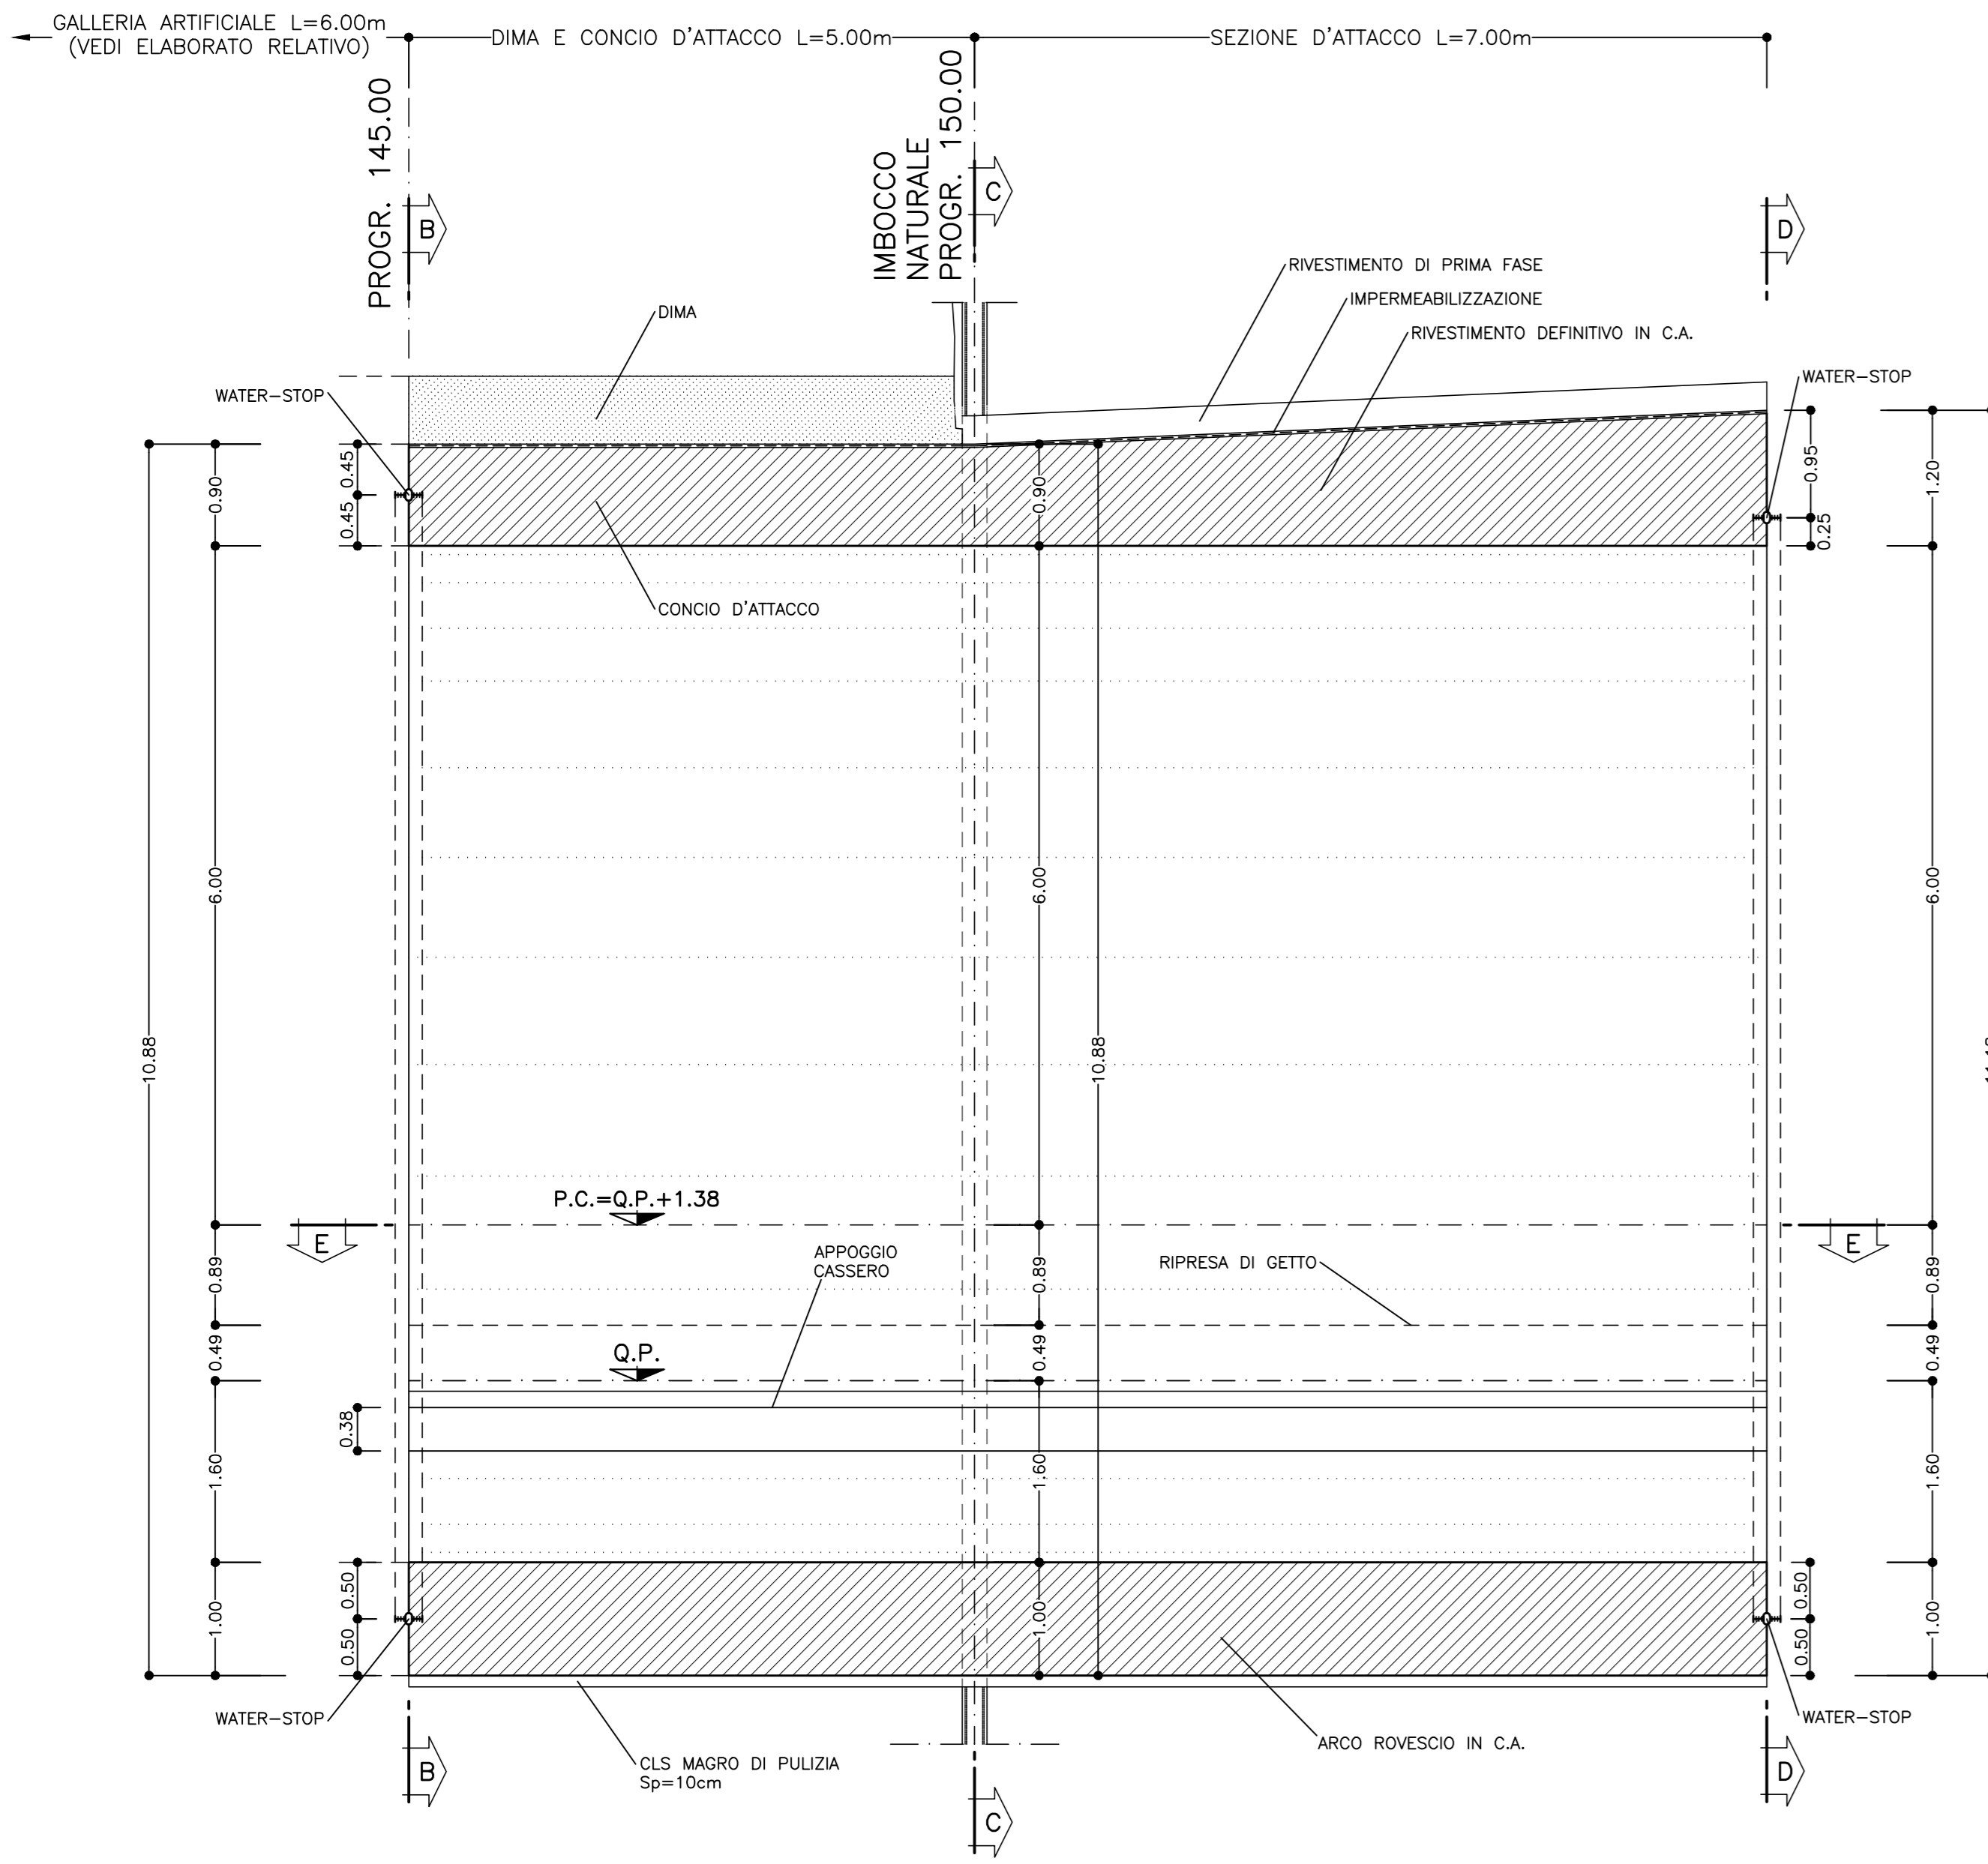 GALLERIA ARTIFICIALE L=6.00m
(VEDI ELABORATO RELATIVO)
DIMA E CONCIO D'ATTACCO L=5.00m
SEZIONE D'ATTACCO L=7.00m
PROGR. 145.00
IMBOCCO
NATURALE
PROGR. 150.00
B
C
D
RIVESTIMENTO DI PRIMA FASE
IMPERMEABILIZZAZIONE
RIVESTIMENTO DEFINITIVO IN C.A.
DIMA
WATER-STOP
WATER-STOP
0.90
0.45
0.45
0.90
0.95
0.25
1.20
CONCIO D'ATTACCO
6.00
6.00
6.00
10.88
10.88
P.C.=Q.P.+1.38
E
E
APPOGGIO
CASSERO
RIPRESA DI GETTO
0.89
0.89
0.89
0.49
0.49
0.49
Q.P.
0.38
1.60
1.60
1.60
0.50
0.50
1.00
1.00
0.50
0.50
1.00
WATER-STOP
WATER-STOP
CLS MAGRO DI PULIZIA
Sp=10cm
ARCO ROVESCIO IN C.A.
B
C
D